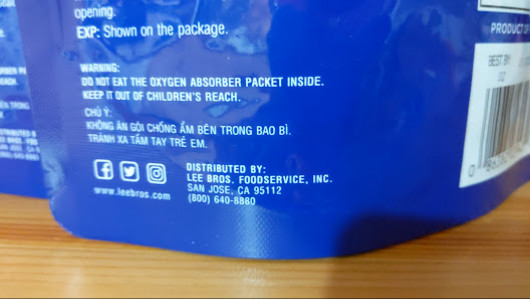 opening.
EXP: Shown on the package.
WARNING:
DO NOT EAT THE OXYGEN ABSORBER PACKET INSIDE.
KEEP IT OUT OF CHILDREN'S REACH.
CHÚ Ý:
KHÔNG ĂN GÓI CHỐNG ẨM BÊN TRONG BAO BÌ.
TRÁNH XA TẦM TAY TRẺ EM.
www.leebros.com
DISTRIBUTED BY:
LEE BROS. FOODSERVICE, INC.
SAN JOSE, CA 95112
(800) 640-8880
PRODUCT OF
BEST BY: